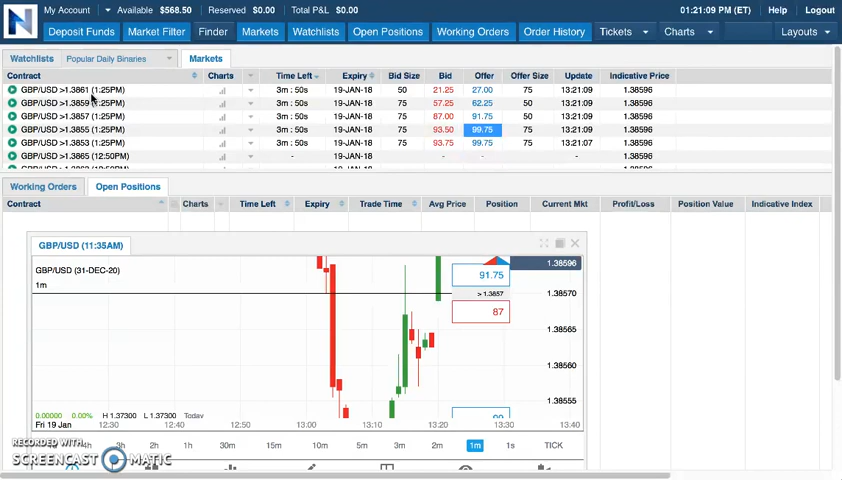 My Account Available $568.50 Reserved $0.00 Total P&L $0.00 01:21:09 PM (ET) Help Logout
Deposit Funds Market Filter Finder Markets Watchlists Open Positions Working Orders Order History Tickets Charts Layouts
Watchlists Popular Daily Binaries Markets
Contract Charts Time Left Expiry Bid Size Bid Offer Offer Size Update Indicative Price
GBP/USD >1.3861 (1:25PM) 3m : 50s 19-JAN-18 50 21.25 27.00 75 13:21:09 1.38596
GBP/USD >1.3859 (1:25PM) 3m : 50s 19-JAN-18 75 57.25 62.25 50 13:21:09 1.38596
GBP/USD >1.3857 (1:25PM) 3m : 50s 19-JAN-18 75 87.00 91.75 75 13:21:09 1.38596
GBP/USD >1.3855 (1:25PM) 3m : 50s 19-JAN-18 75 93.50 99.75 75 13:21:09 1.38596
GBP/USD >1.3853 (1:25PM) 3m : 50s 19-JAN-18 75 93.75 99.75 75 13:21:07 1.38596
GBP/USD >1.3865 (12:50PM) - 19-JAN-18 - - - - 1.38596
Working Orders Open Positions
Contract Charts Time Left Expiry Trade Time Avg Price Position Current Mkt Profit/Loss Position Value Indicative Index
GBP/USD (11:35AM)
GBP/USD (31-DEC-20)
1m
91.75
> 1.3857
87
1.38596
1.38570
1.38565
1.38560
1.38555
0.00000 0.00% H 1.37300 L 1.37300 Today
Fri 19 Jan 12:30 12:40 12:50 13:00 13:10 13:20 13:30 13:40
4h 3h 2h 1h 30m 15m 10m 5m 3m 2m 1m 1s TICK
RECORDED WITH
SCREENCAST MATIC